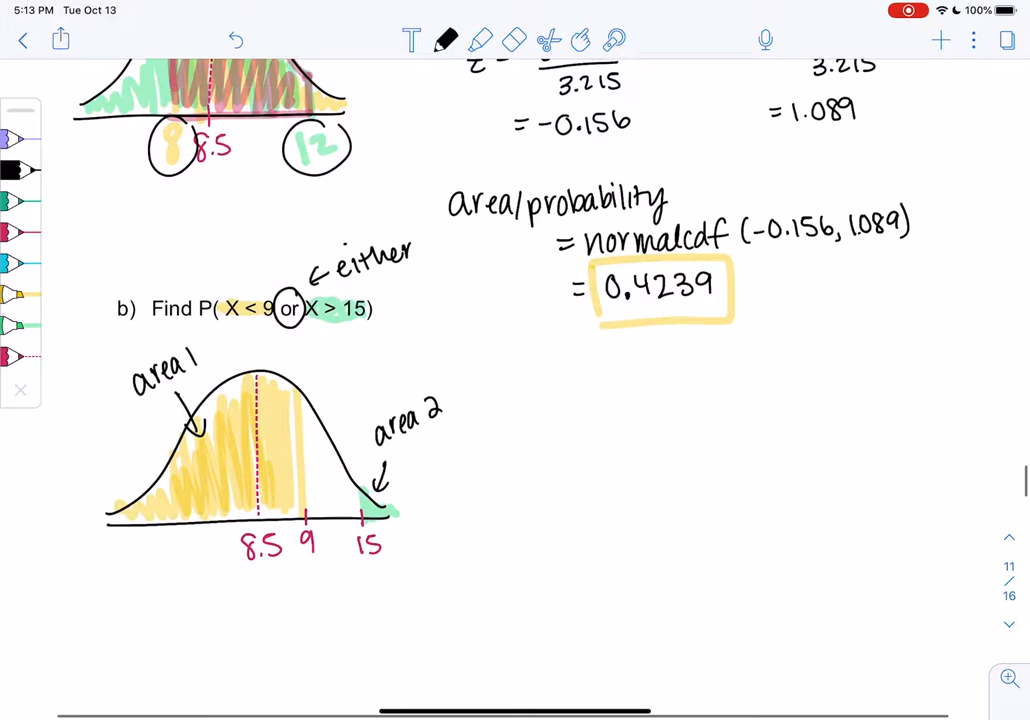 5:13 PM Tue Oct 13
100%
T
3.215
3.215
= -0.156
= 1.089
8 8.5 12
area/probability
= normalcdf (-0.156, 1.089)
= 0.4239
← either
b) Find P( X < 9 or X > 15)
area 1
area 2
8.5 9 15
11
/
16